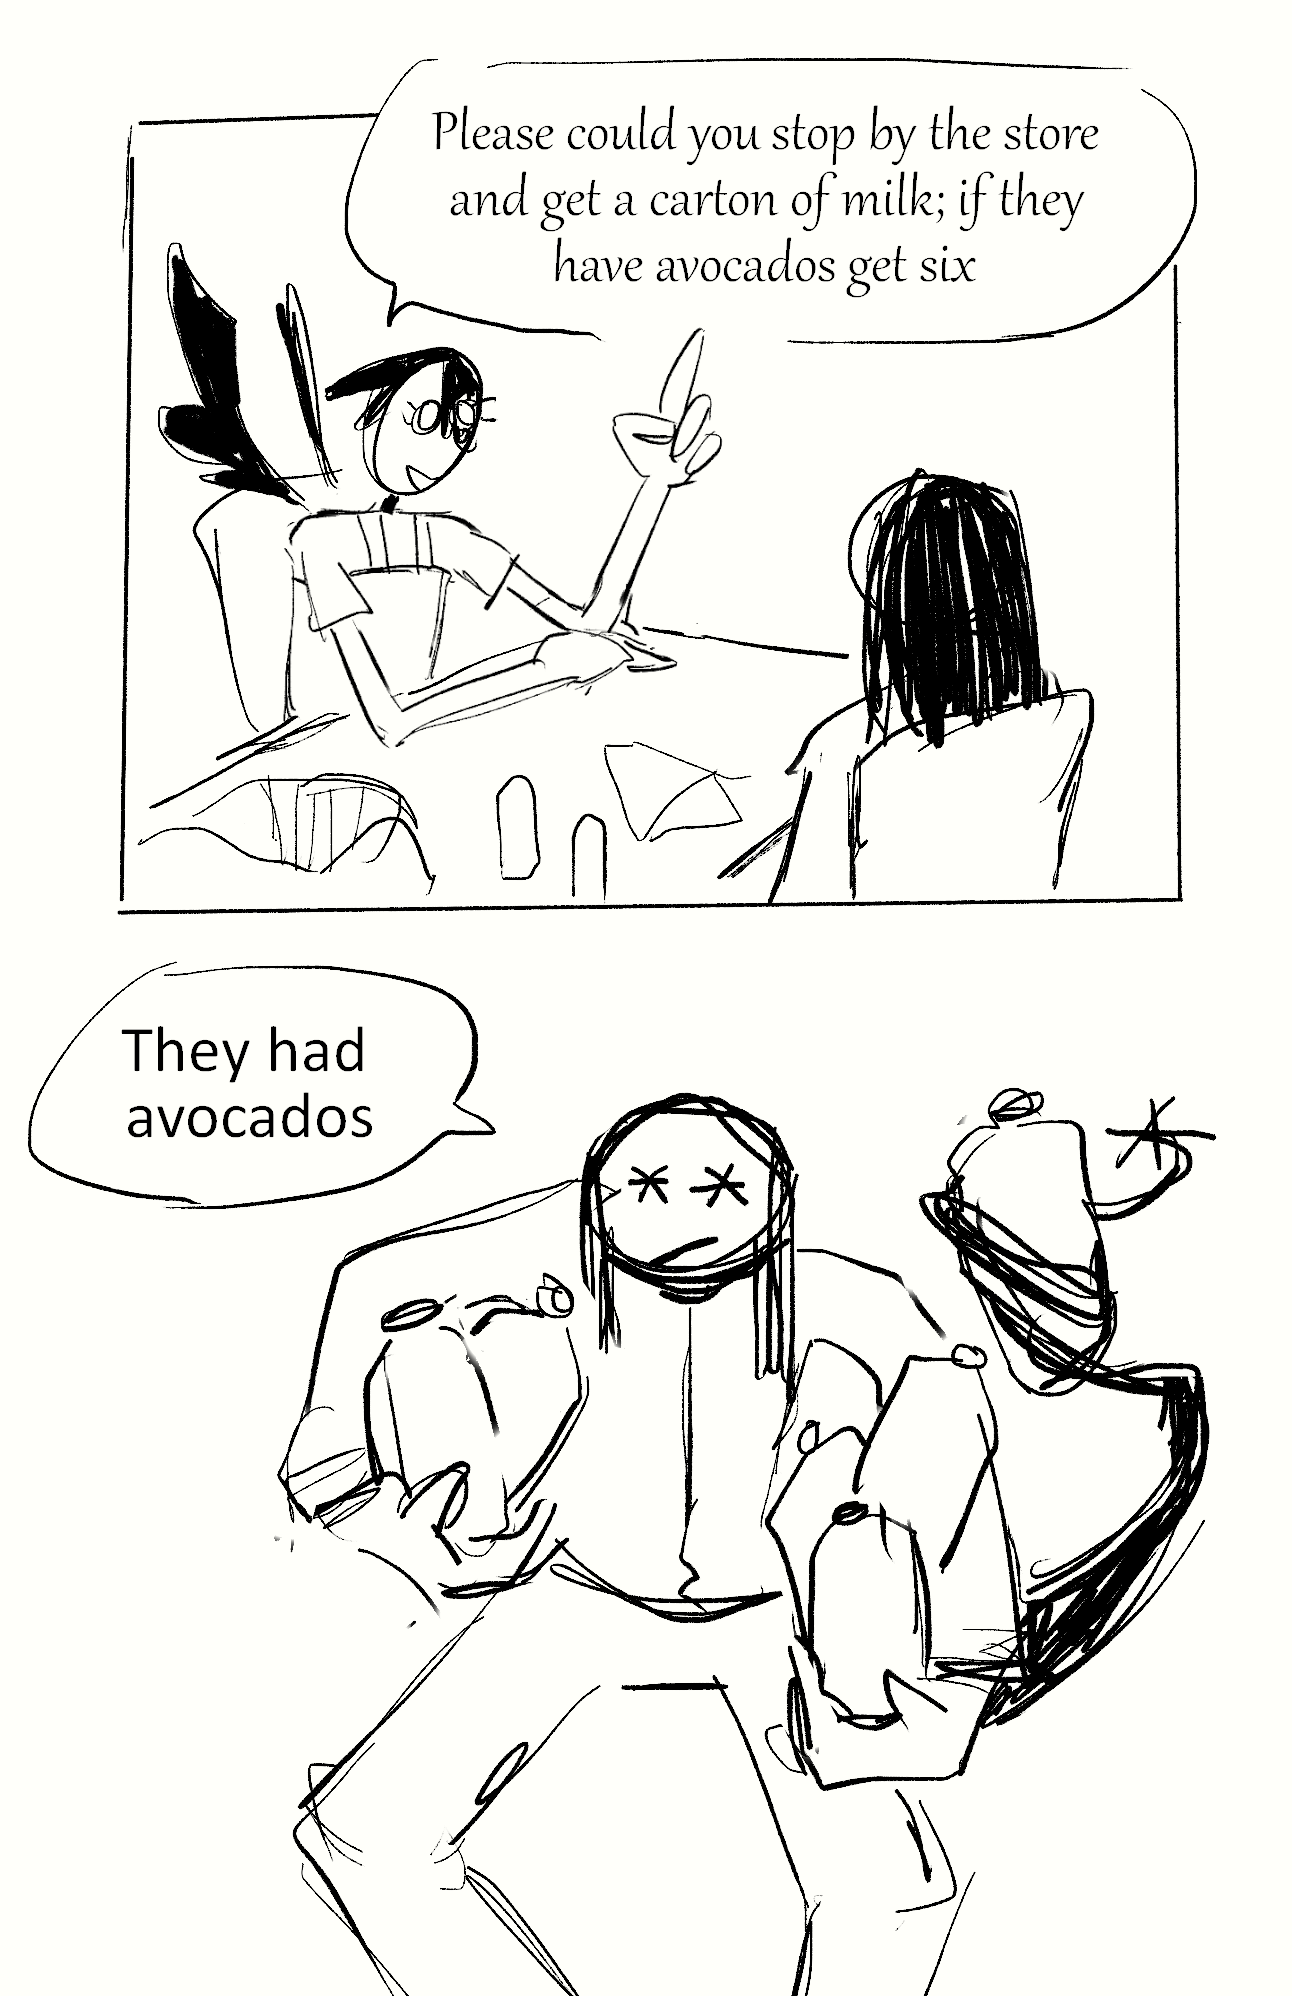 Please could you stop by the store
and get a carton of milk; if they
have avocados get six
They had
avocados